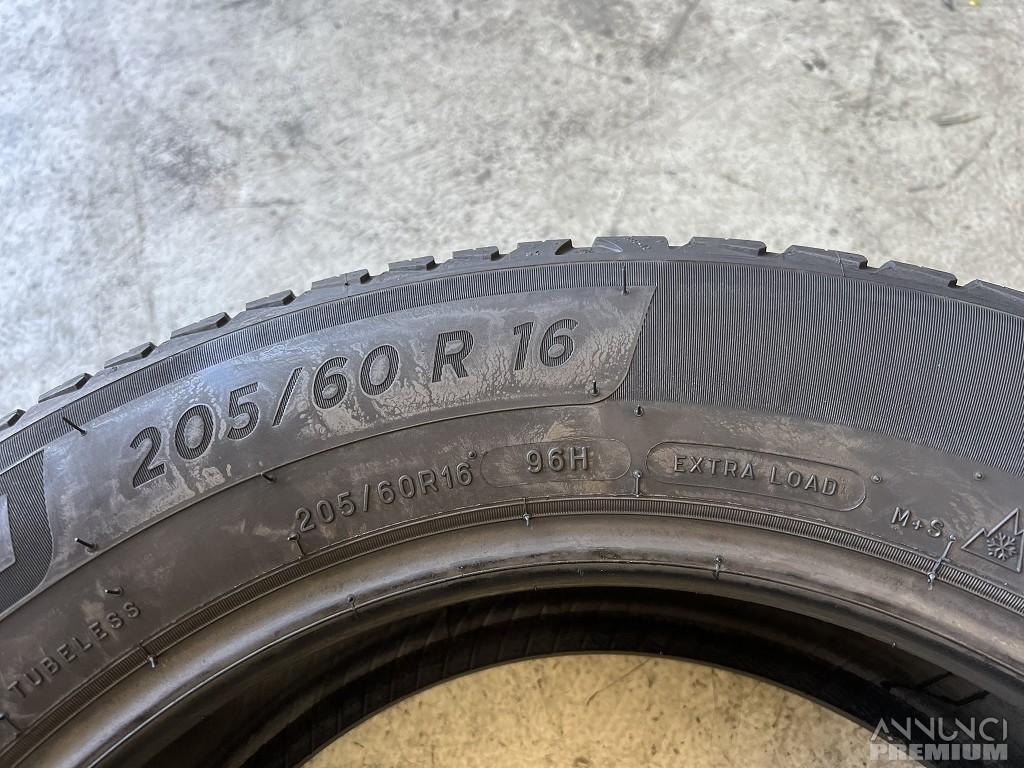 205/60 R 16
205/60R16 96H EXTRA LOAD M+S
TUBELESS
ANNUNCI
PREMIUM